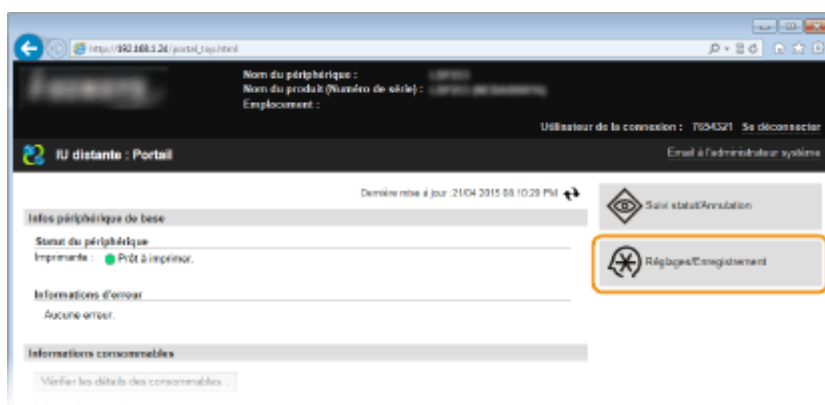 http://192.168.1.24/portal_top.html
Nom du périphérique :
Nom du produit (Numéro de série) :
Emplacement :
Utilisateur de la connexion : 7654321 Se déconnecter
IU distante : Portail
Email à l'administrateur système
Dernière mise à jour :21/04 2015 08:10:29 PM
Infos périphérique de base
Statut du périphérique
Imprimante : Prêt à imprimer.
Informations d'erreur
Aucune erreur.
Informations consommables
Vérifier les détails des consommables...
Suivi statut/Annulation
Réglages/Enregistrement